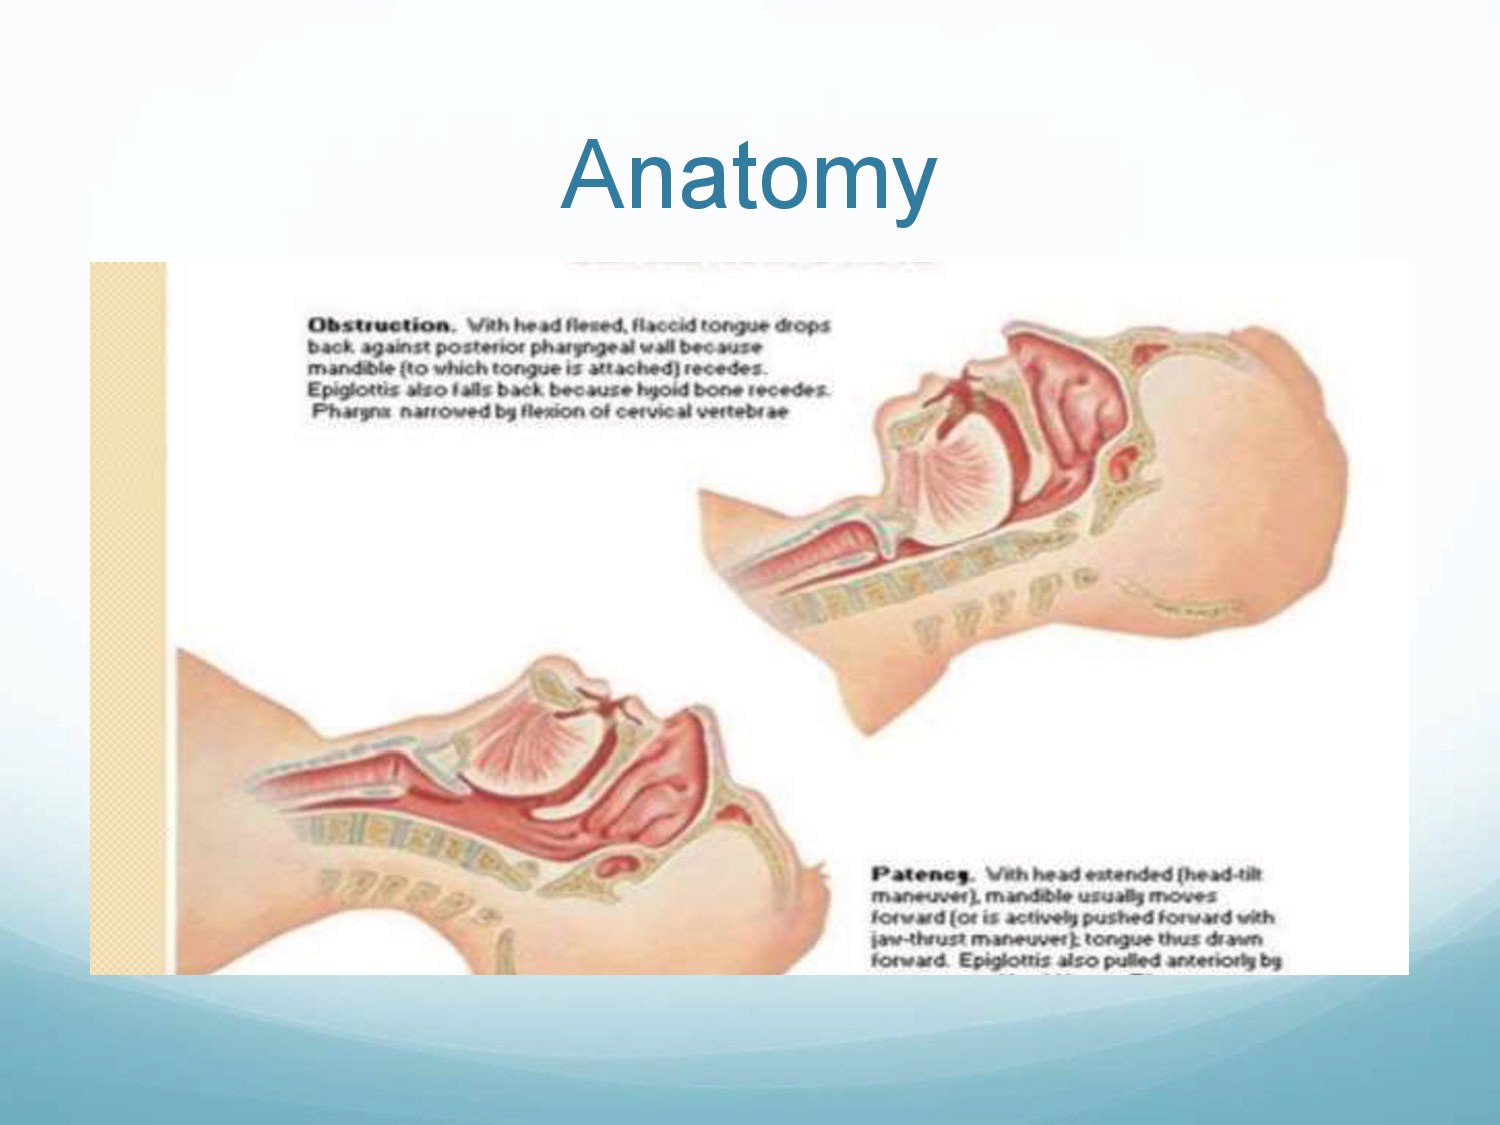 Anatomy
Obstruction. With head flexed, flaccid tongue drops
back against posterior pharyngeal wall because
mandible (to which tongue is attached) recedes.
Epiglottis also falls back because hyoid bone recedes.
Pharynx narrowed by flexion of cervical vertebrae
Patency. With head extended (head-tilt
maneuver), mandible usually moves
forward (or is actively pushed forward with
jaw-thrust maneuver); tongue thus drawn
forward. Epiglottis also pulled anteriorly by